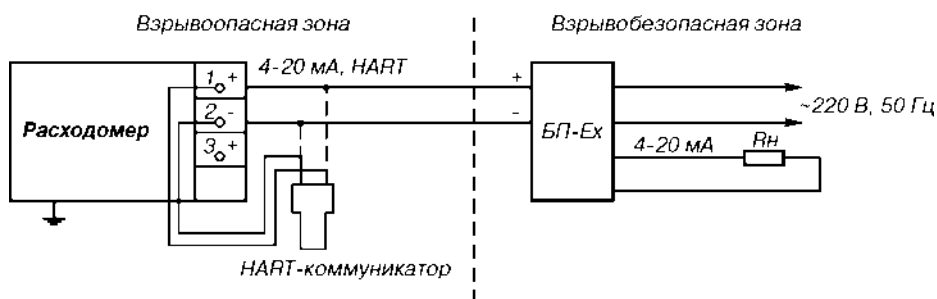 Взрывоопасная зона
Взрывобезопасная зона
1 +
4-20 мА, HART
+
2 -
-
Расходомер
БП-Ех
~220 В, 50 Гц
3 +
4-20 мА
Rн
HART-коммуникатор